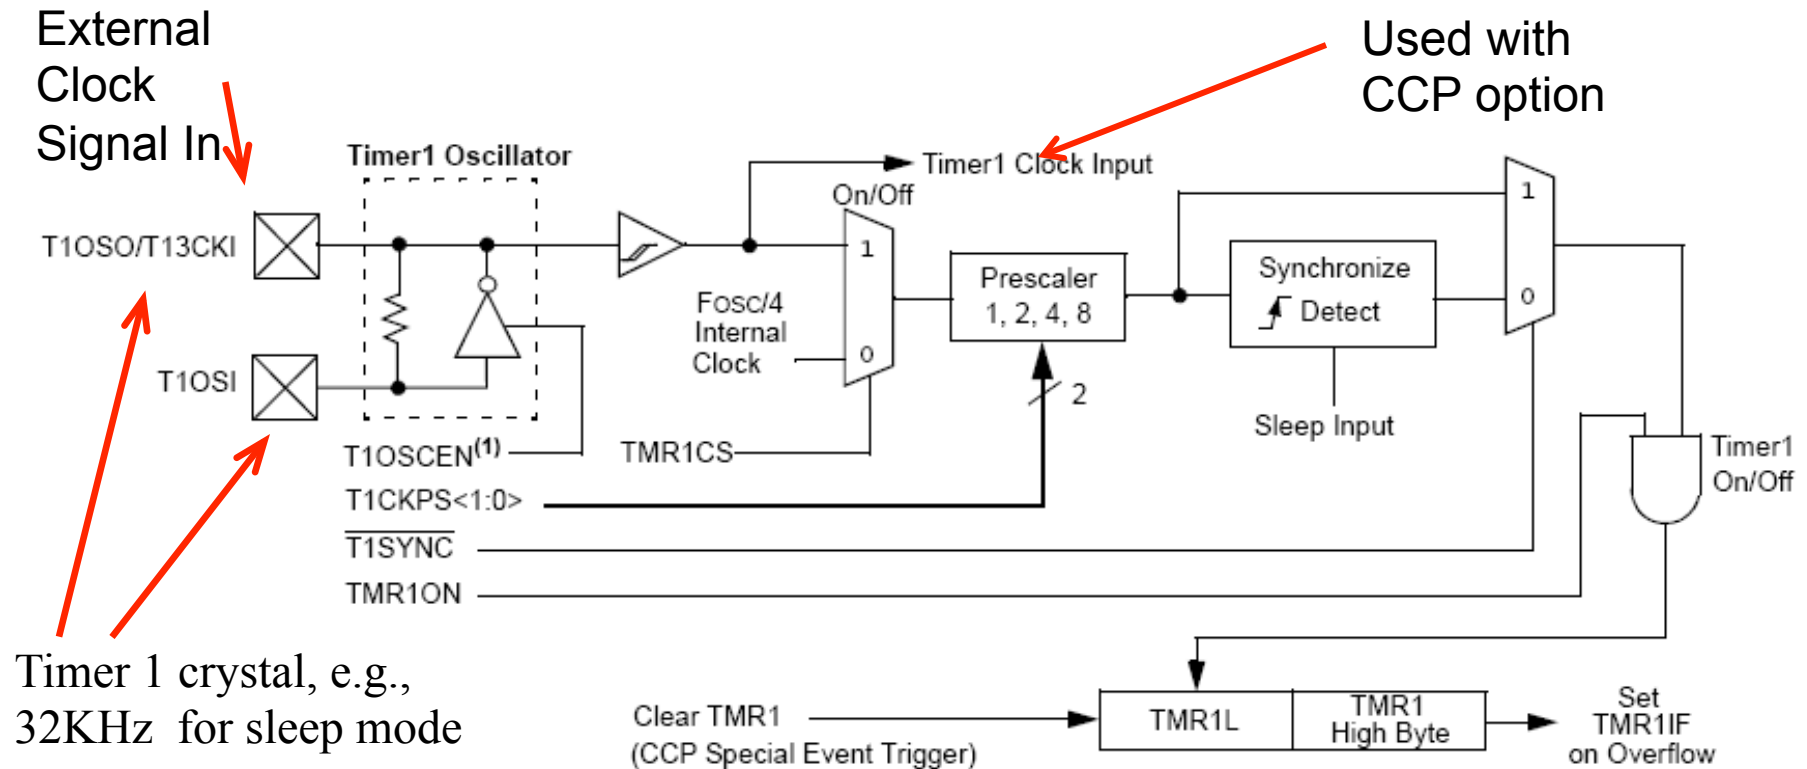 External
Clock
Signal In
Used with
CCP option
Timer1 Oscillator
Timer1 Clock Input
On/Off
T1OSO/T13CKI
1
1
Prescaler
1, 2, 4, 8
Synchronize
Detect
FOSC/4
Internal
Clock
0
0
T1OSI
2
Sleep Input
T1OSCEN(1)
TMR1CS
Timer1
On/Off
T1CKPS<1:0>
T1SYNC
TMR1ON
Timer 1 crystal, e.g.,
32KHz for sleep mode
Clear TMR1
(CCP Special Event Trigger)
TMR1L
TMR1
High Byte
Set
TMR1IF
on Overflow